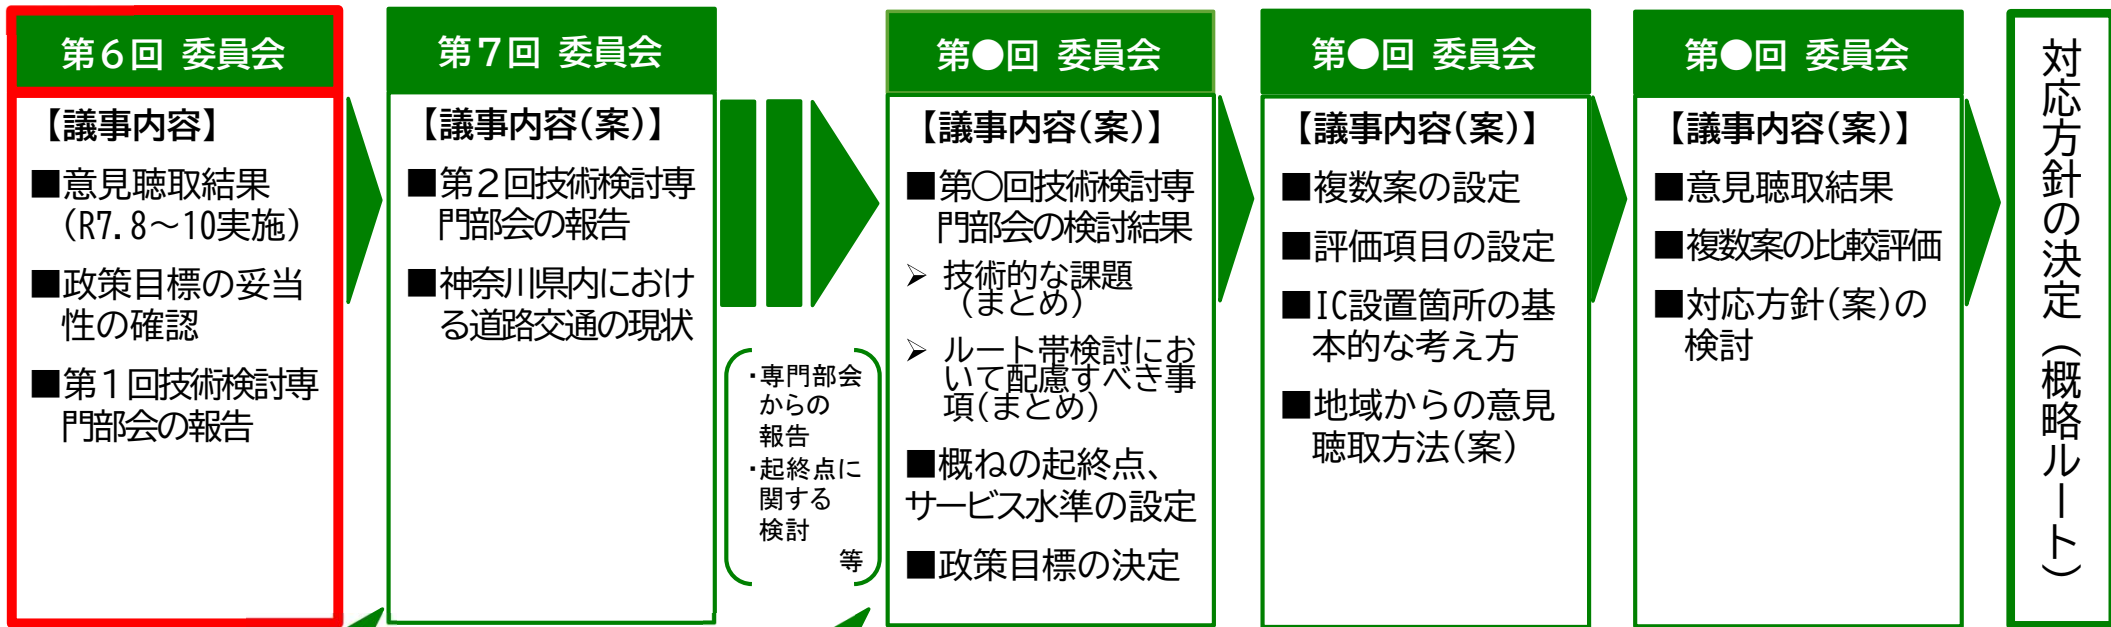 第6回 委員会
【議事内容】
■意見聴取結果
(R7.8～10実施)
■政策目標の妥当
性の確認
■第1回技術検討専
門部会の報告
第7回 委員会
【議事内容(案)】
■第2回技術検討専
門部会の報告
■神奈川県内におけ
る道路交通の現状
・専門部会
からの
報告
・起終点に
関する
検討
等
第●回 委員会
【議事内容(案)】
■第○回技術検討専
門部会の検討結果
➢ 技術的な課題
(まとめ)
➢ ルート帯検討にお
いて配慮すべき事
項(まとめ)
■概ねの起終点、
サービス水準の設定
■政策目標の決定
第●回 委員会
【議事内容(案)】
■複数案の設定
■評価項目の設定
■IC設置箇所の基
本的な考え方
■地域からの意見
聴取方法(案)
第●回 委員会
【議事内容(案)】
■意見聴取結果
■複数案の比較評価
■対応方針(案)の
検討
対応方針の決定(概略ルート)